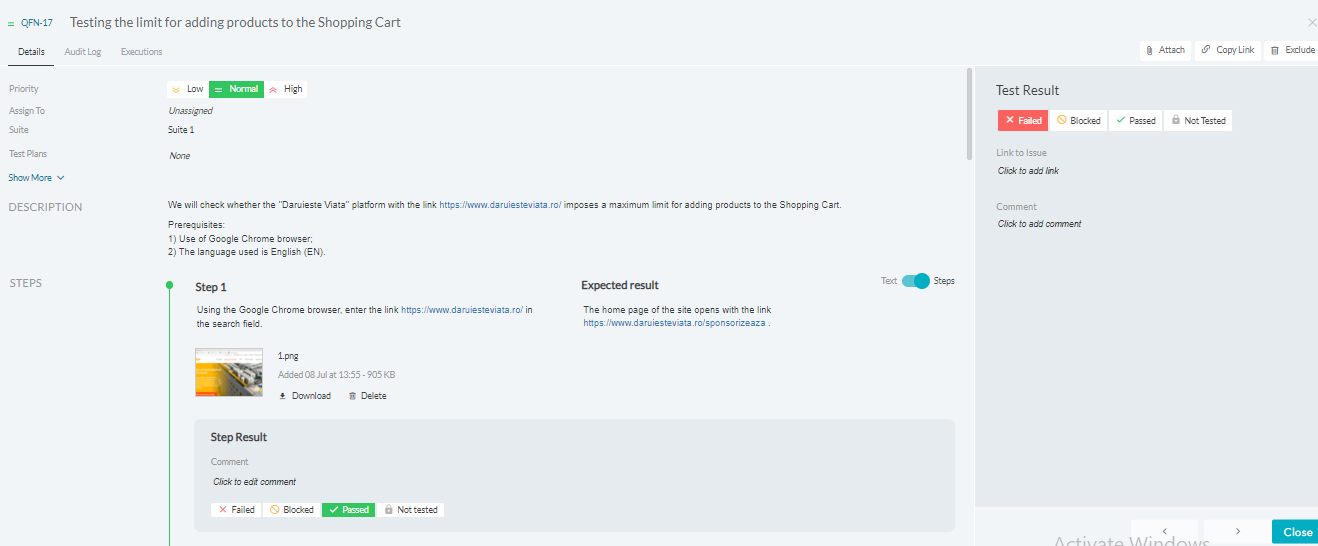 QFN-17 Testing the limit for adding products to the Shopping Cart
Details Audit Log Executions
Attach Copy Link Exclude
Priority Low Normal High
Assign To Unassigned
Suite Suite 1
Test Plans None
Show More
DESCRIPTION
We will check whether the "Daruieste Viata" platform with the link https://www.daruiesteviata.ro/ imposes a maximum limit for adding products to the Shopping Cart.
Prerequisites:
1) Use of Google Chrome browser;
2) The language used is English (EN).
STEPS
Text Steps
Step 1
Using the Google Chrome browser, enter the link https://www.daruiesteviata.ro/ in
the search field.
Expected result
The home page of the site opens with the link
https://www.daruiesteviata.ro/sponsorizeaza .
1.png
Added 08 Jul at 13:55 - 905 KB
Download Delete
Step Result
Comment
Click to edit comment
Failed Blocked Passed Not tested
Test Result
Failed Blocked Passed Not Tested
Link to Issue
Click to add link
Comment
Click to add comment
Close
Activate Windows